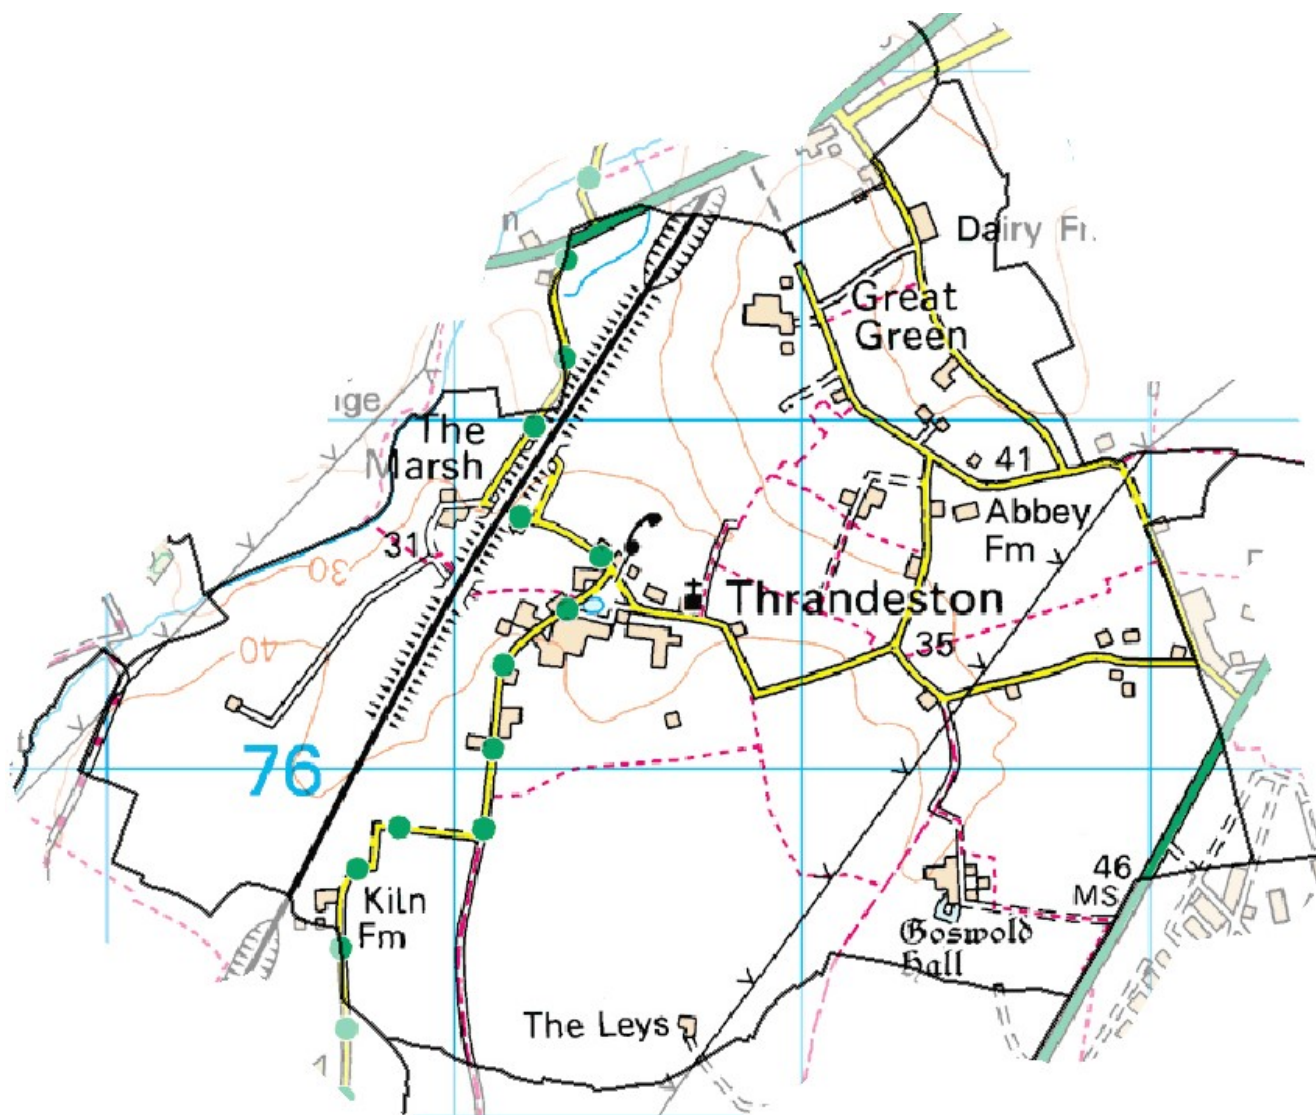 n
Dairy Fr.
Great
Green
ige
The
Marsh
41
Abbey
Fm
31
30
Thrandeston
35
40
76
46
MS
Kiln
Fm
Goswold
Hall
The Leys